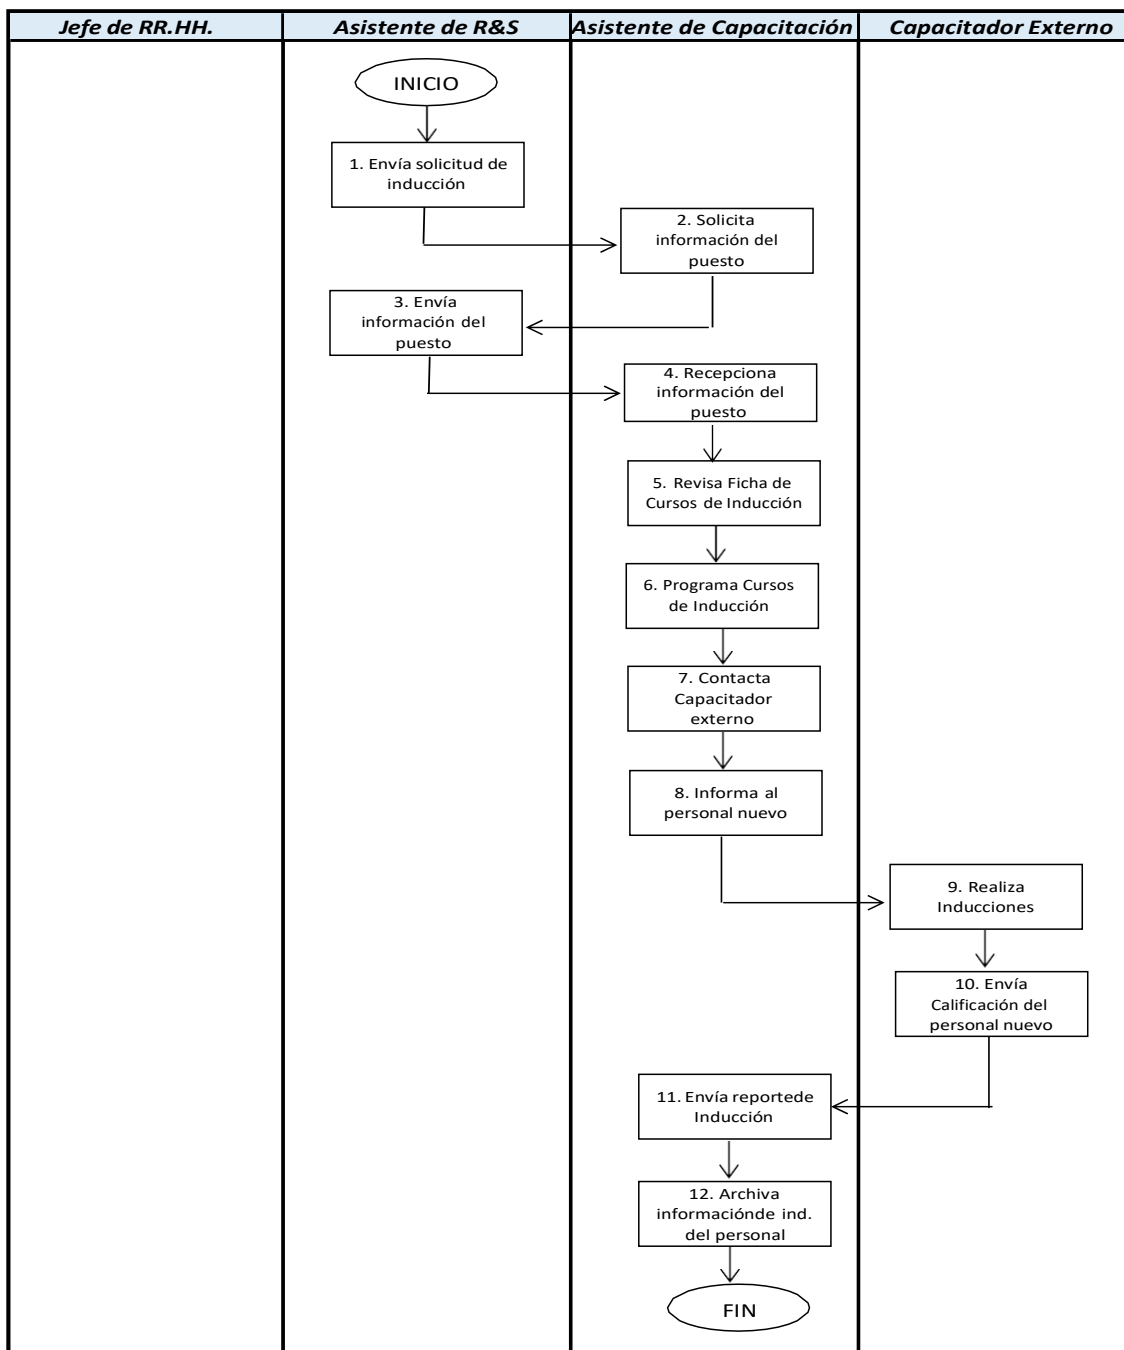 Jefe de RR.HH.
Asistente de R&S
Asistente de Capacitación
Capacitador Externo
INICIO
1. Envía solicitud de
inducción
2. Solicita
información del
puesto
3. Envía
información del
puesto
4. Recepciona
información del
puesto
5. Revisa Ficha de
Cursos de Inducción
6. Programa Cursos
de Inducción
7. Contacta
Capacitador
externo
8. Informa al
personal nuevo
9. Realiza
Inducciones
10. Envía
Calificación del
personal nuevo
11. Envía reportede
Inducción
12. Archiva
informaciónde ind.
del personal
FIN